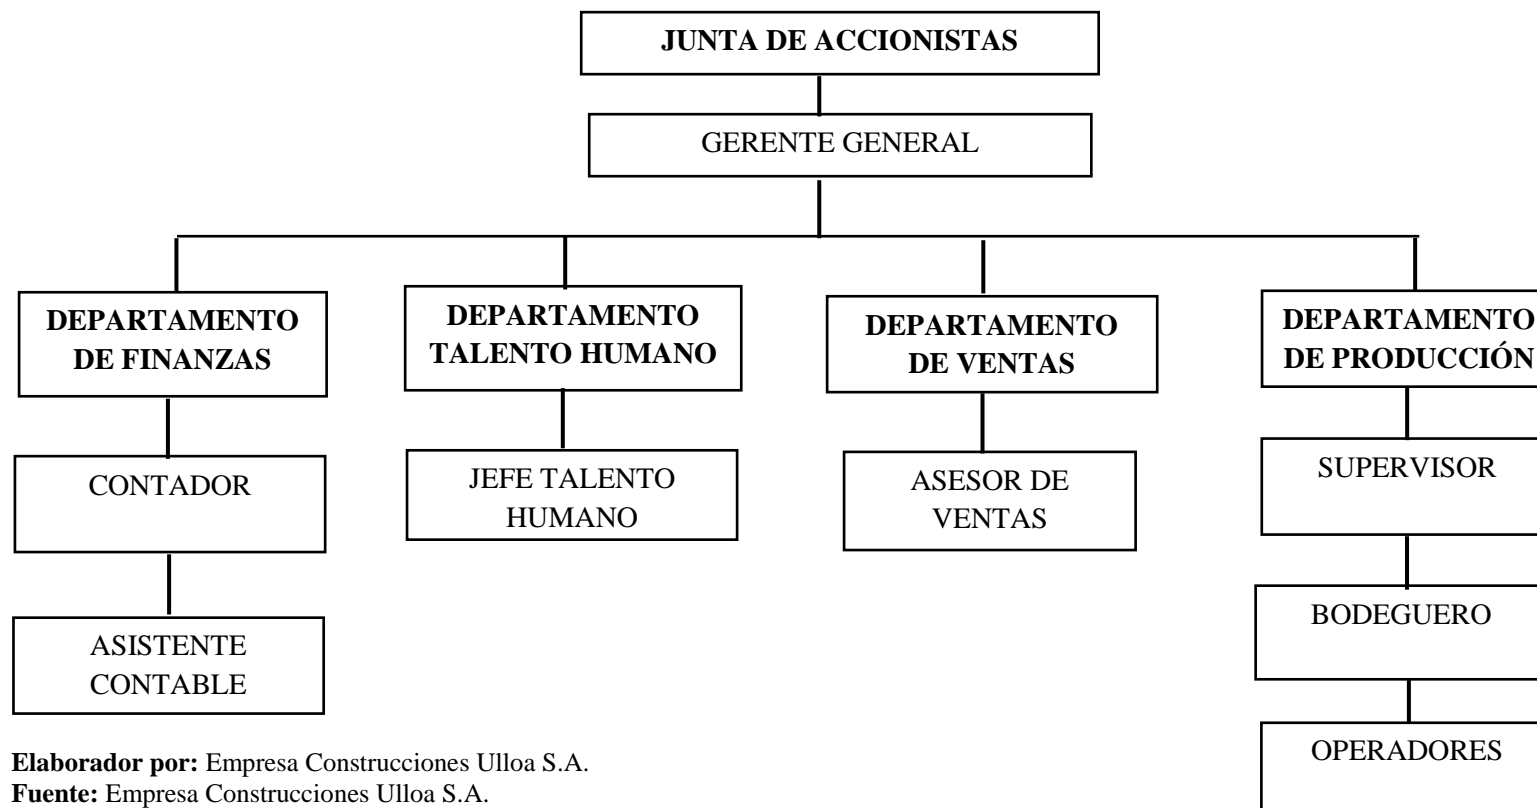 JUNTA DE ACCIONISTAS
GERENTE GENERAL
DEPARTAMENTO
DE FINANZAS
DEPARTAMENTO
TALENTO HUMANO
DEPARTAMENTO
DE VENTAS
DEPARTAMENTO
DE PRODUCCIÓN
CONTADOR
JEFE TALENTO
HUMANO
ASESOR DE
VENTAS
SUPERVISOR
ASISTENTE
CONTABLE
BODEGUERO
OPERADORES
Elaborador por: Empresa Construcciones Ulloa S.A.
Fuente: Empresa Construcciones Ulloa S.A.